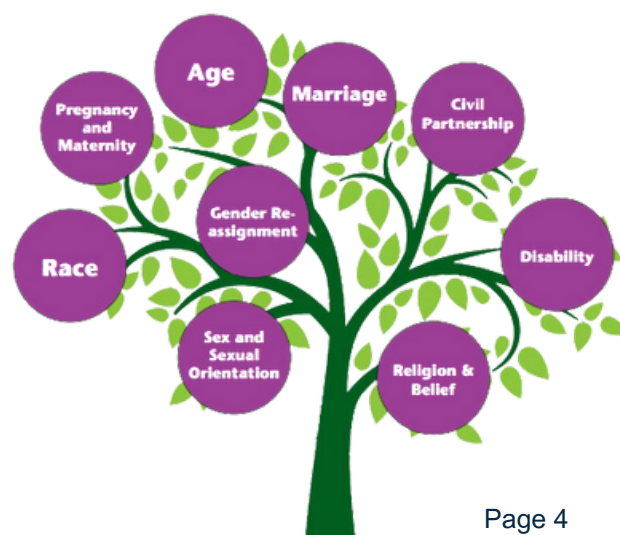 Age
Marriage
Pregnancy
and
Maternity
Civil
Partnership
Gender Re-
assignment
Race
Disability
Sex and
Sexual
Orientation
Religion &
Belief
Page 4